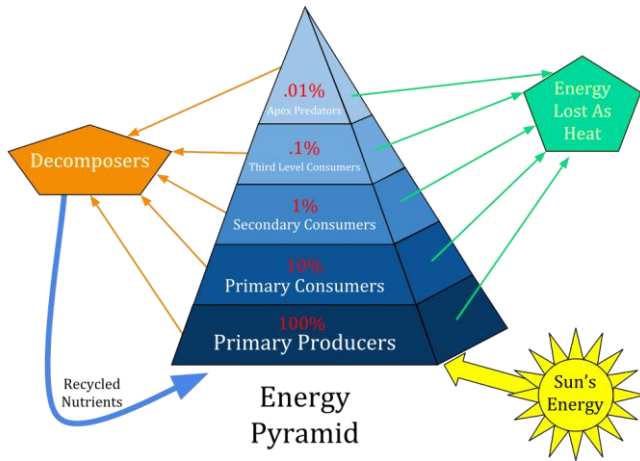 .01%
Apex Predators
.1%
Third Level Consumers
1%
Secondary Consumers
10%
Primary Consumers
100%
Primary Producers
Decomposers
Energy
Lost As
Heat
Recycled
Nutrients
Sun's
Energy
Energy
Pyramid